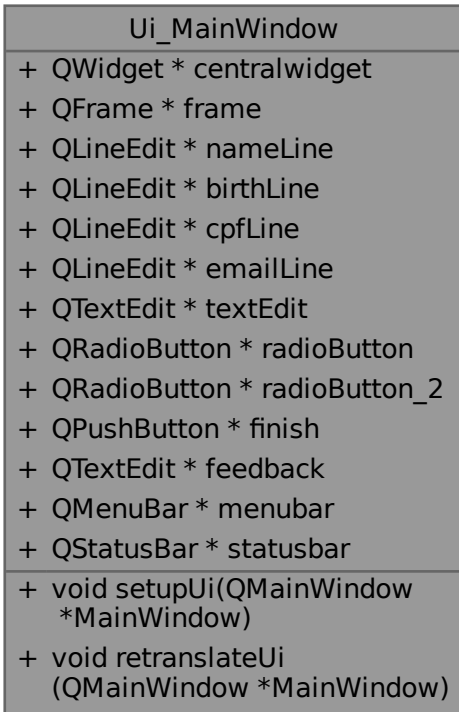 Ui_MainWindow
+ QWidget * centralwidget
+ QFrame * frame
+ QLineEdit * nameLine
+ QLineEdit * birthLine
+ QLineEdit * cpfLine
+ QLineEdit * emailLine
+ QTextEdit * textEdit
+ QRadioButton * radioButton
+ QRadioButton * radioButton_2
+ QPushButton * finish
+ QTextEdit * feedback
+ QMenuBar * menubar
+ QStatusBar * statusbar
+ void setupUi(QMainWindow
*MainWindow)
+ void retranslateUi
(QMainWindow *MainWindow)